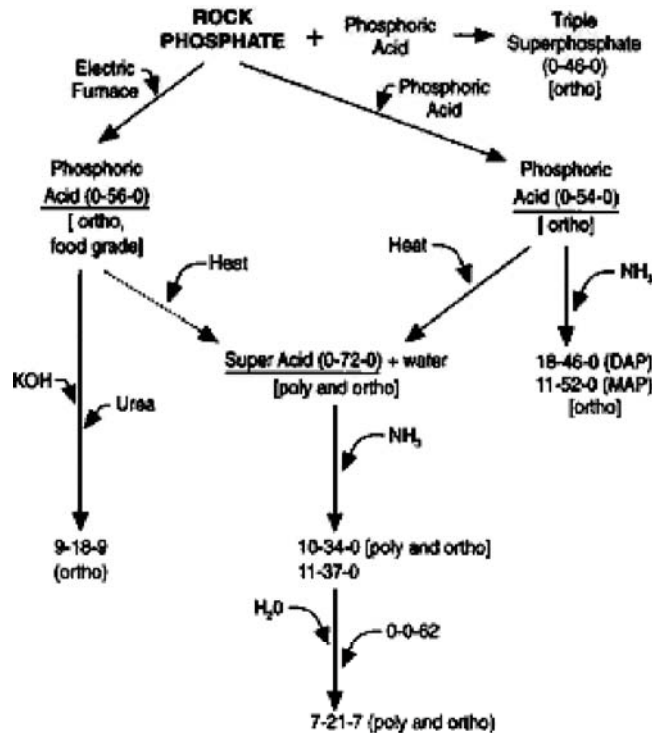 ROCK
PHOSPHATE
+
Phosphoric
Acid
Triple
Superphosphate
(0-46-0)
[ortho]
Electric
Furnace
Phosphoric
Acid
Phosphoric
Acid (0-56-0)
[ ortho,
food grade]
Phosphoric
Acid (0-54-0)
[ ortho]
Heat
Heat
NH₃
Super Acid (0-72-0) + water
[poly and ortho]
18-46-0 (DAP)
11-52-0 (MAP)
[ortho]
KOH
Urea
NH₃
9-18-9
(ortho)
10-34-0 [poly and ortho]
11-37-0
H₂0
0-0-62
7-21-7 (poly and ortho)